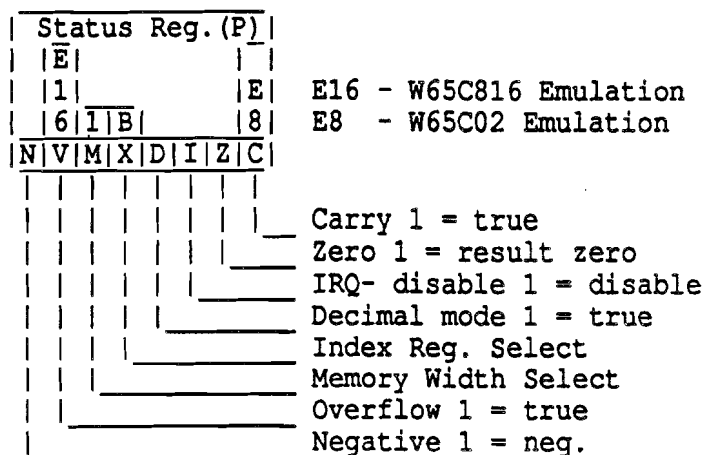 Status Reg.(P)
E
1 E E16 - W65C816 Emulation
6 1 B 8 E8 - W65C02 Emulation
N V M X D I Z C
Carry 1 = true
Zero 1 = result zero
IRQ- disable 1 = disable
Decimal mode 1 = true
Index Reg. Select
Memory Width Select
Overflow 1 = true
Negative 1 = neg.